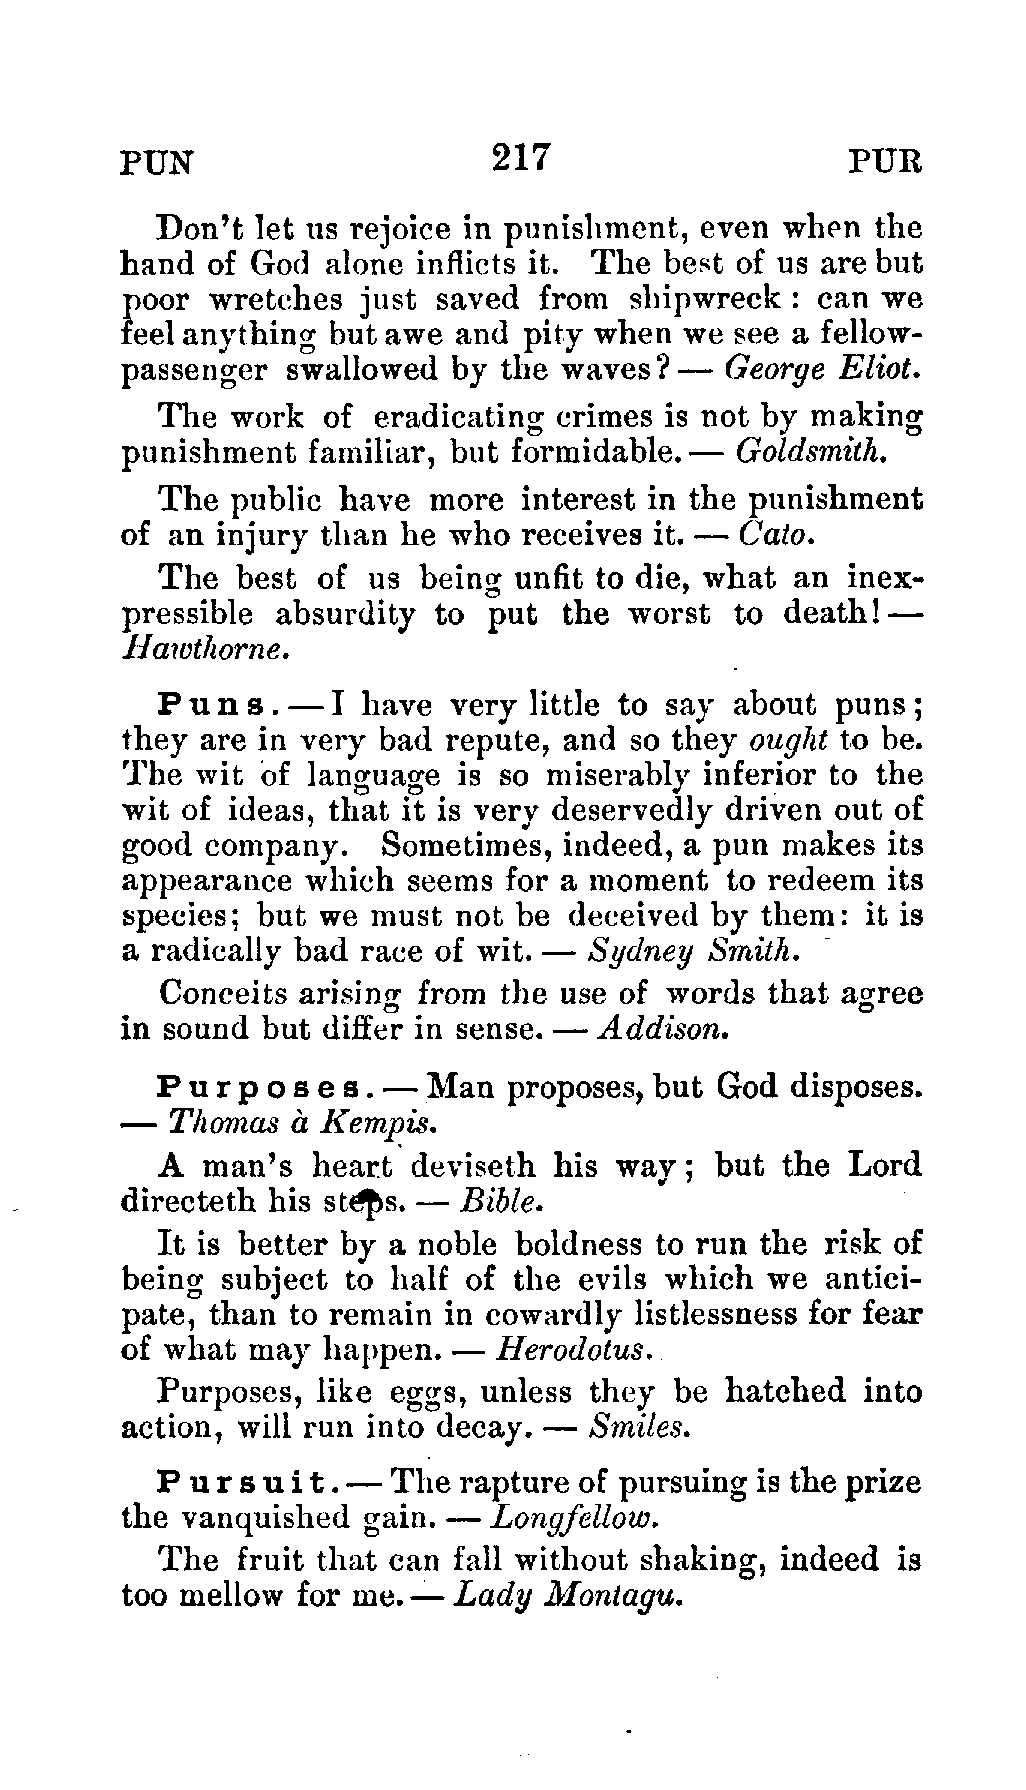 PUN 217 PUR
Don't let us rejoice in punishment, even when the
hand of God alone inflicts it. The best of us are but
poor wretches just saved from shipwreck : can we
feel anything but awe and pity when we see a fellow-
passenger swallowed by the waves? — George Eliot.
The work of eradicating crimes is not by making
punishment familiar, but formidable. — Goldsmith.
The public have more interest in the punishment
of an injury than he who receives it. — Cato.
The best of us being unfit to die, what an inex-
pressible absurdity to put the worst to death! —
Hawthorne.
Puns. — I have very little to say about puns;
they are in very bad repute, and so they ought to be.
The wit of language is so miserably inferior to the
wit of ideas, that it is very deservedly driven out of
good company. Sometimes, indeed, a pun makes its
appearance which seems for a moment to redeem its
species; but we must not be deceived by them: it is
a radically bad race of wit. — Sydney Smith.
Conceits arising from the use of words that agree
in sound but differ in sense. — Addison.
Purposes. — Man proposes, but God disposes.
— Thomas à Kempis.
A man's heart deviseth his way; but the Lord
directeth his steps. — Bible.
It is better by a noble boldness to run the risk of
being subject to half of the evils which we antici-
pate, than to remain in cowardly listlessness for fear
of what may happen. — Herodotus.
Purposes, like eggs, unless they be hatched into
action, will run into decay. — Smiles.
Pursuit. — The rapture of pursuing is the prize
the vanquished gain. — Longfellow.
The fruit that can fall without shaking, indeed is
too mellow for me. — Lady Montagu.